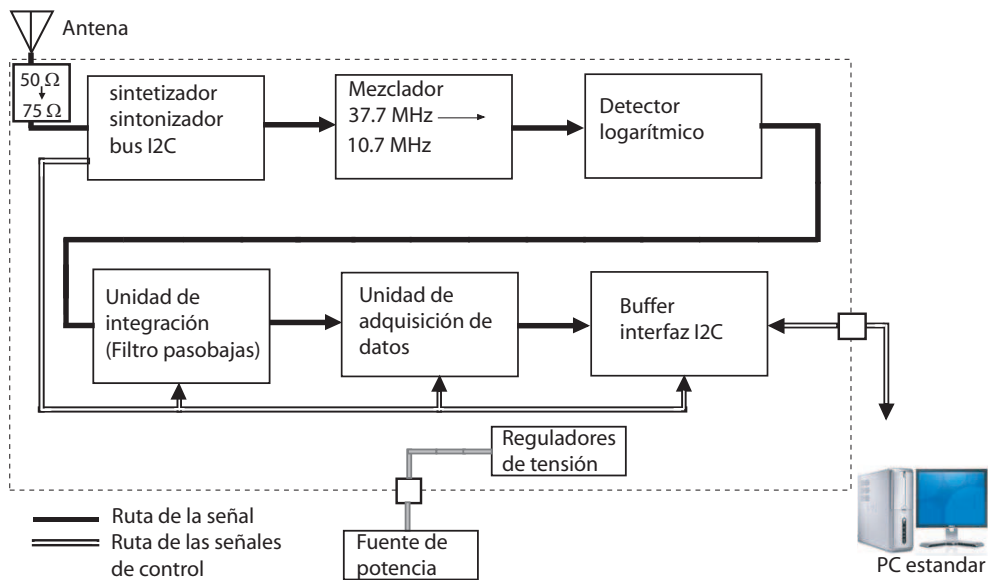 Antena
50 Ω
75 Ω
sintetizador
sintonizador
bus I2C
Mezclador
37.7 MHz
10.7 MHz
Detector
logarítmico
Unidad de
integración
(Filtro pasobajas)
Unidad de
adquisición de
datos
Buffer
interfaz I2C
Reguladores
de tensión
Ruta de la señal
Ruta de las señales
de control
Fuente de
potencia
PC estandar